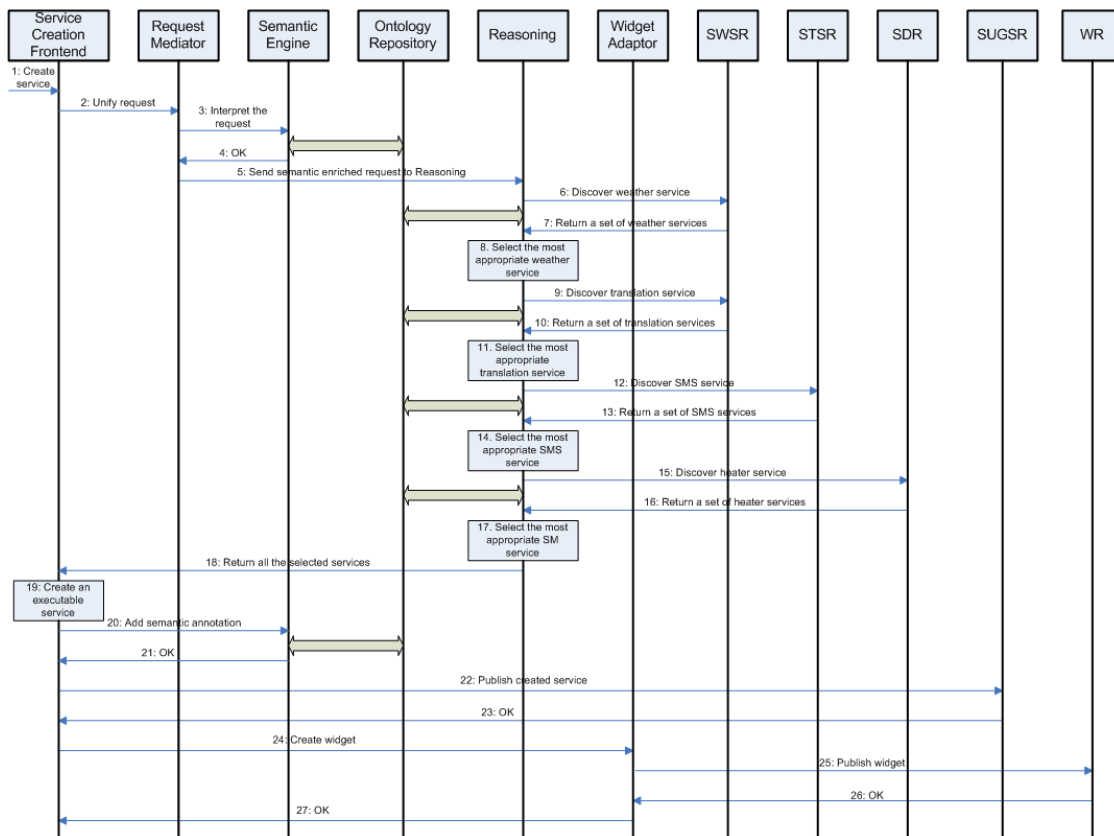 Service
Creation
Frontend
Request
Mediator
Semantic
Engine
Ontology
Repository
Reasoning
Widget
Adaptor
SWSR
STSR
SDR
SUGSR
WR
1: Create
service
2: Unify request
3: Interpret the
request
4: OK
5: Send semantic enriched request to Reasoning
6: Discover weather service
7: Return a set of weather services
8. Select the most
appropriate weather
service
9: Discover translation service
10: Return a set of translation services
11. Select the most
appropriate
translation service
12: Discover SMS service
13: Return a set of SMS services
14. Select the most
appropriate SMS
service
15: Discover heater service
16: Return a set of heater services
17. Select the most
appropriate SM
service
18: Return all the selected services
19: Create an
executable
service
20: Add semantic annotation
21: OK
22: Publish created service
23: OK
24: Create widget
25: Publish widget
26: OK
27: OK